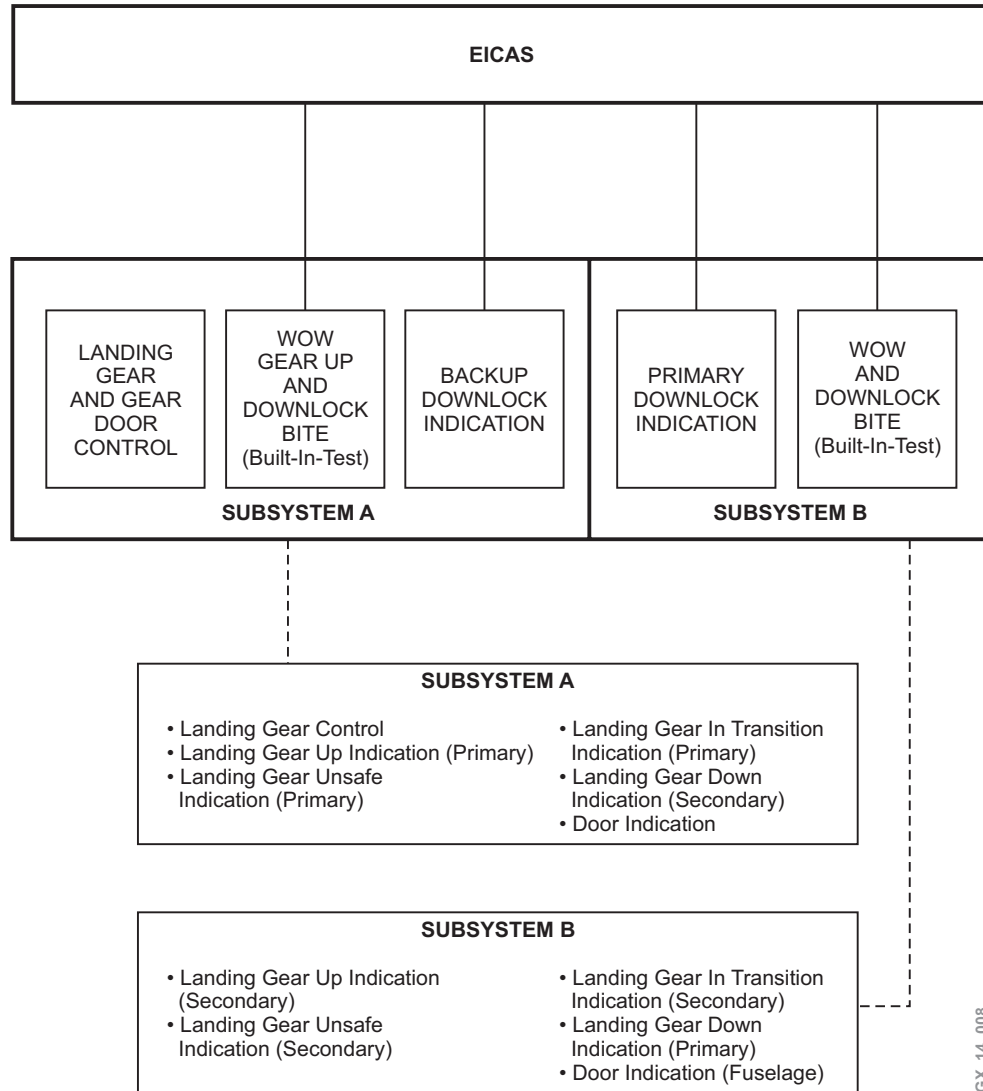 EICAS
LANDING
GEAR
AND GEAR
DOOR
CONTROL
WOW
GEAR UP
AND
DOWNLOCK
BITE
(Built-In-Test)
BACKUP
DOWNLOCK
INDICATION
PRIMARY
DOWNLOCK
INDICATION
WOW
AND
DOWNLOCK
BITE
(Built-In-Test)
SUBSYSTEM A
SUBSYSTEM B
SUBSYSTEM A
• Landing Gear Control
• Landing Gear Up Indication (Primary)
• Landing Gear Unsafe
Indication (Primary)
• Landing Gear In Transition
Indication (Primary)
• Landing Gear Down
Indication (Secondary)
• Door Indication
SUBSYSTEM B
• Landing Gear Up Indication
(Secondary)
• Landing Gear Unsafe
Indication (Secondary)
• Landing Gear In Transition
Indication (Secondary)
• Landing Gear Down
Indication (Primary)
• Door Indication (Fuselage)
GX_14_008